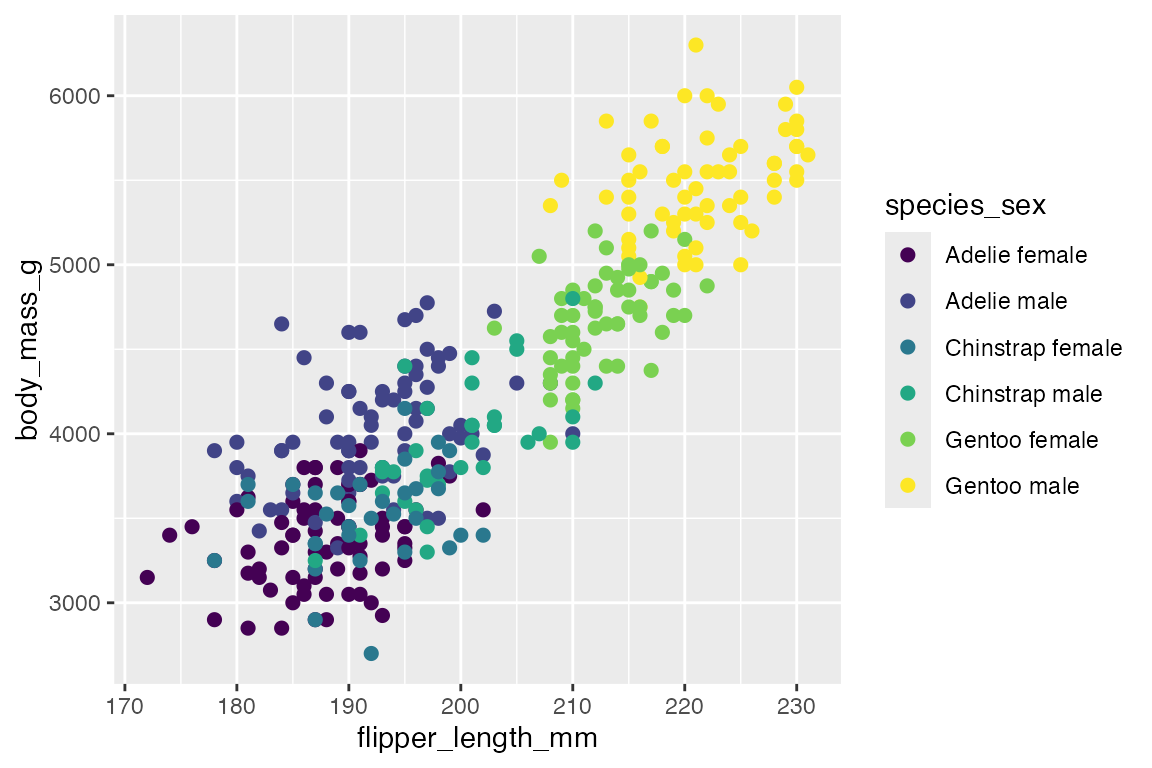 6000
5000
4000
3000
body_mass_g
170 180 190 200 210 220 230
flipper_length_mm
species_sex
Adelie female
Adelie male
Chinstrap female
Chinstrap male
Gentoo female
Gentoo male